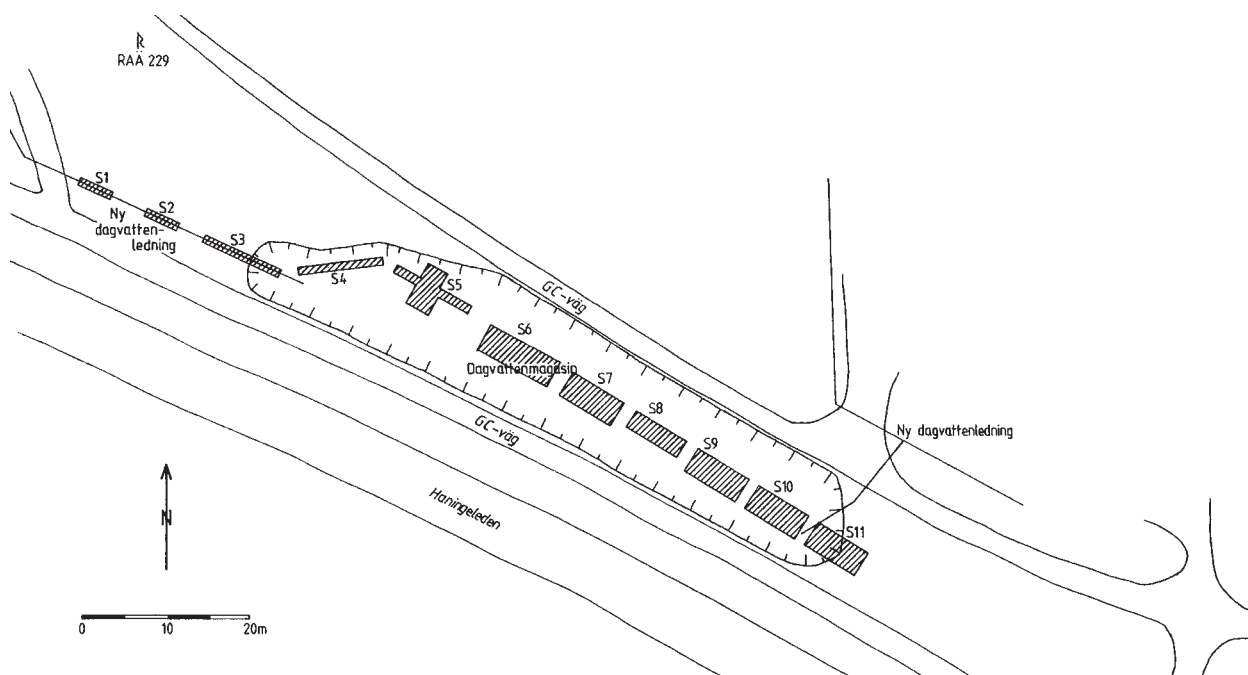 R
RAÄ 229
S1
S2
Ny
dagvatten-
ledning
S3
S4
S5
GC-väg
S6
Dagvattenmagasin
S7
S8
GC-väg
S9
Ny dagvattenledning
S10
S11
Haningeleden
N
0 10 20m